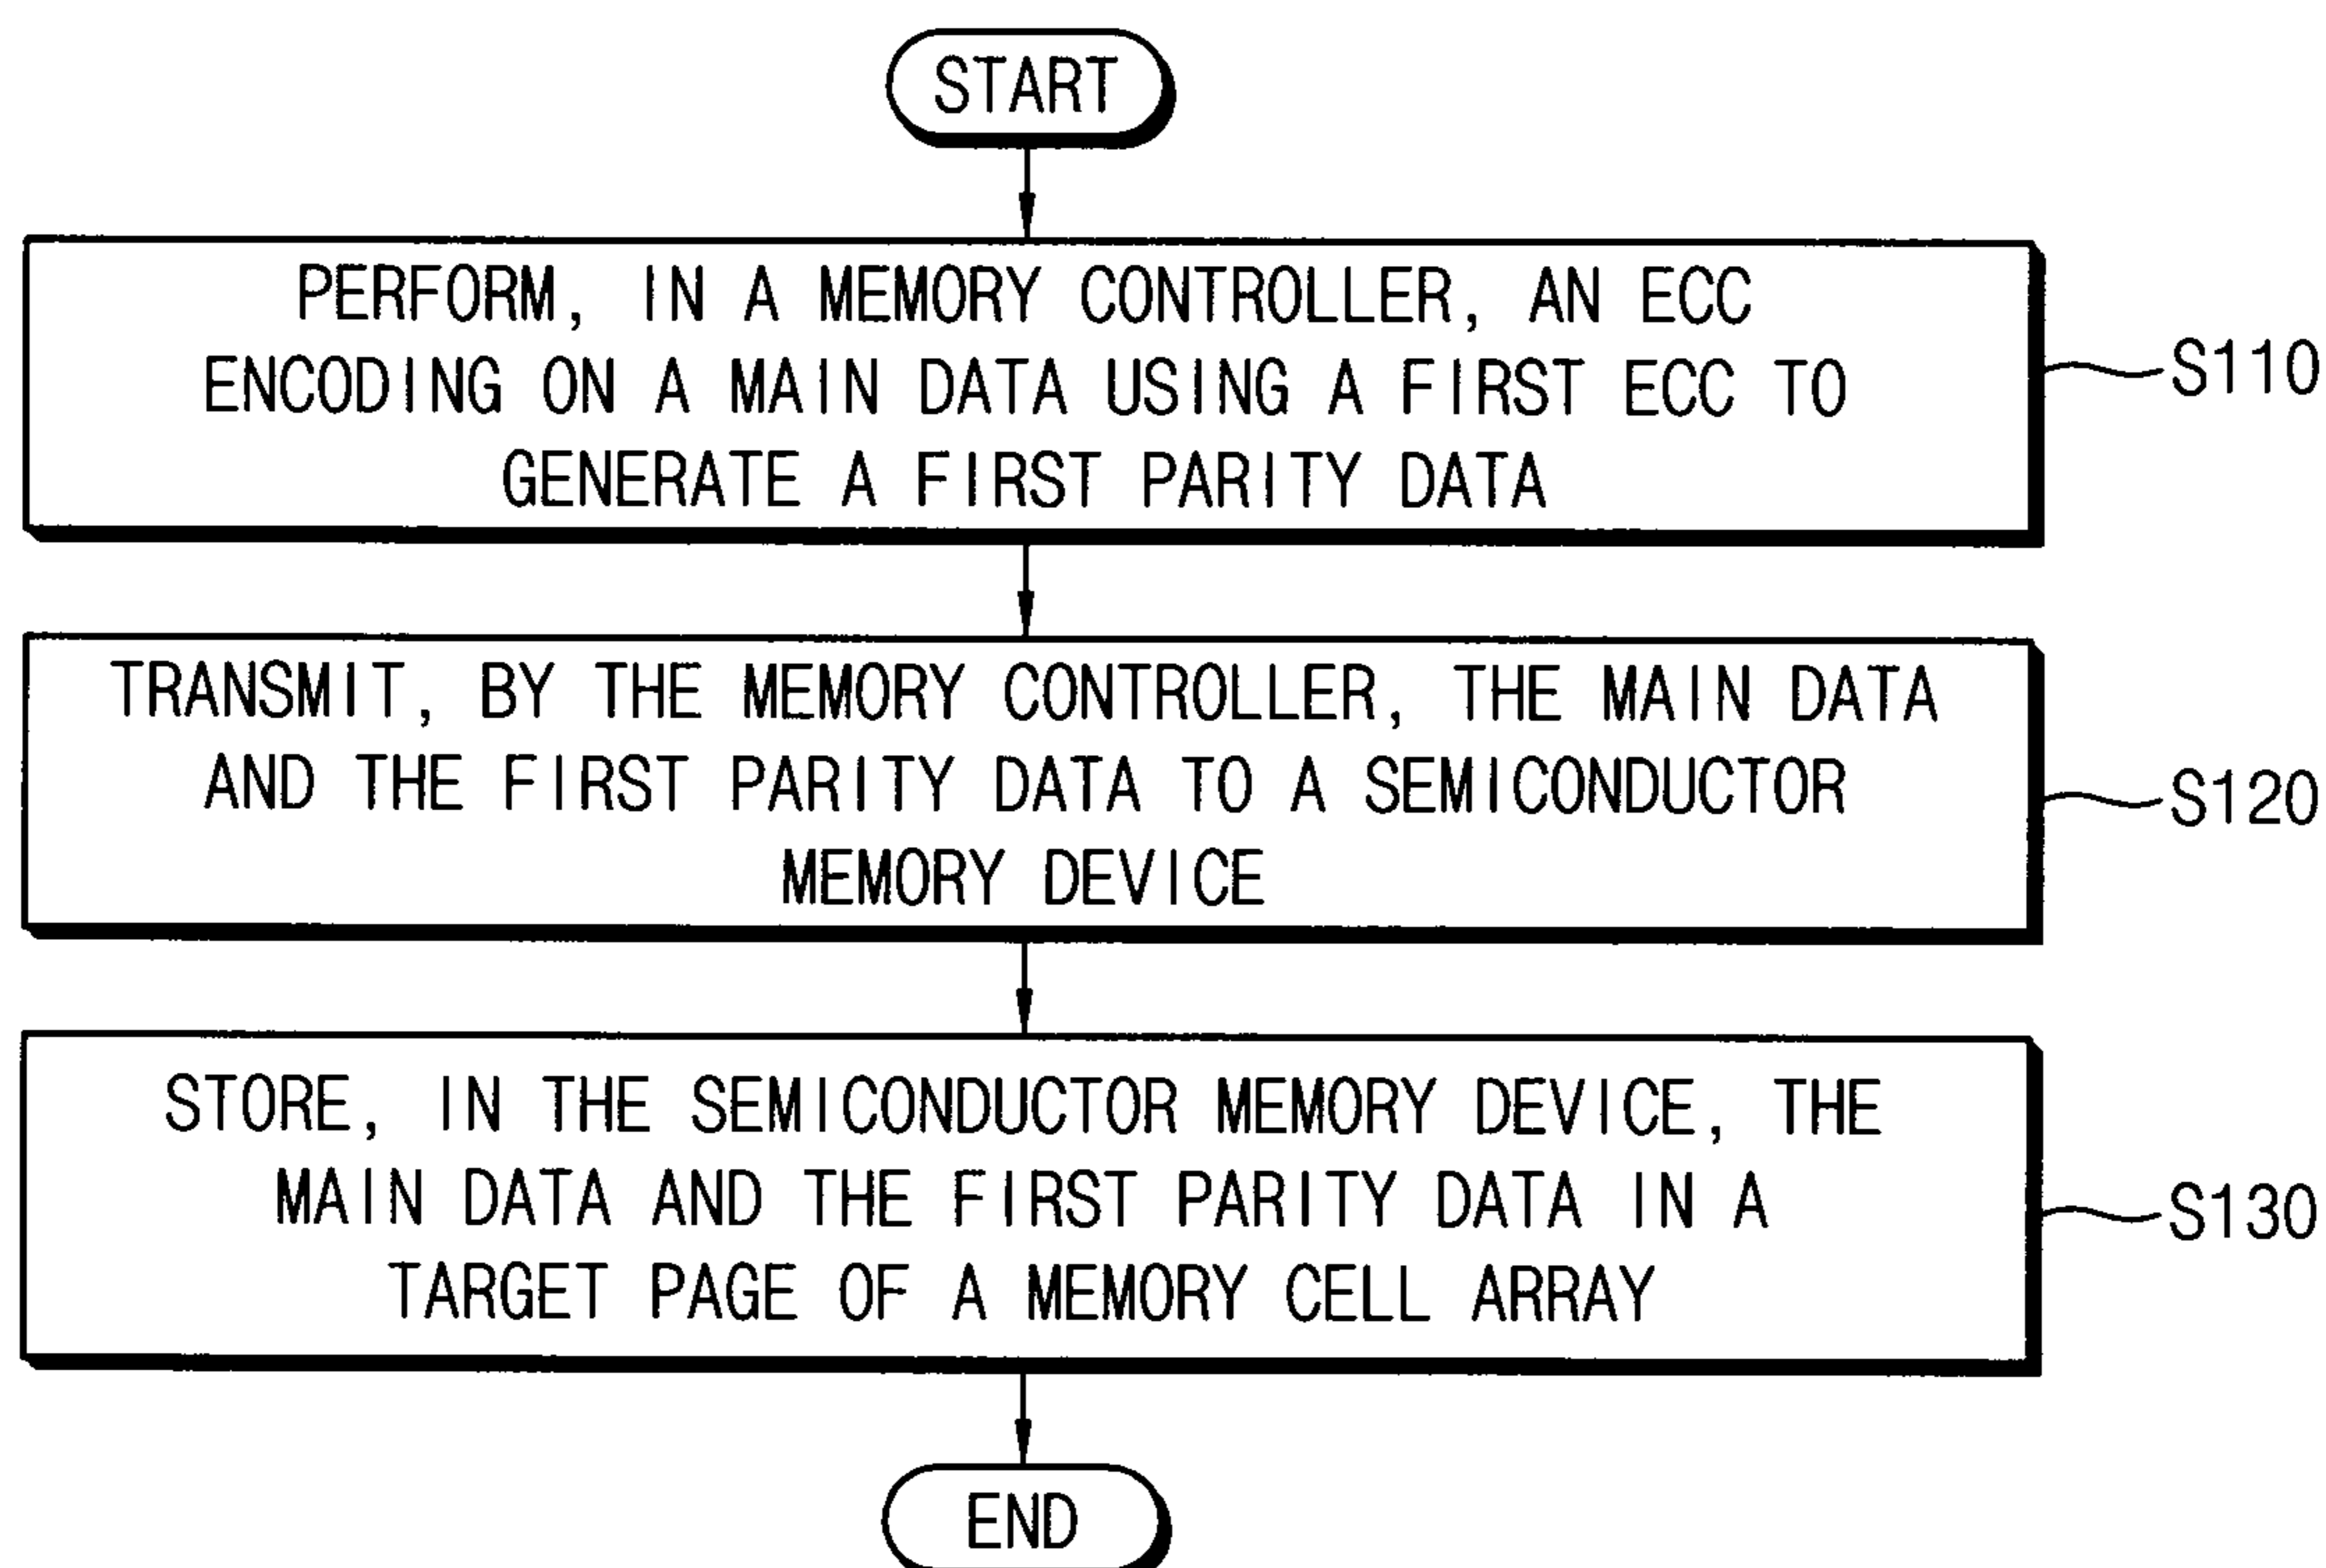 START
PERFORM, IN A MEMORY CONTROLLER, AN ECC
ENCODING ON A MAIN DATA USING A FIRST ECC TO
GENERATE A FIRST PARITY DATA
S110
TRANSMIT, BY THE MEMORY CONTROLLER, THE MAIN DATA
AND THE FIRST PARITY DATA TO A SEMICONDUCTOR
MEMORY DEVICE
S120
STORE, IN THE SEMICONDUCTOR MEMORY DEVICE, THE
MAIN DATA AND THE FIRST PARITY DATA IN A
TARGET PAGE OF A MEMORY CELL ARRAY
S130
END